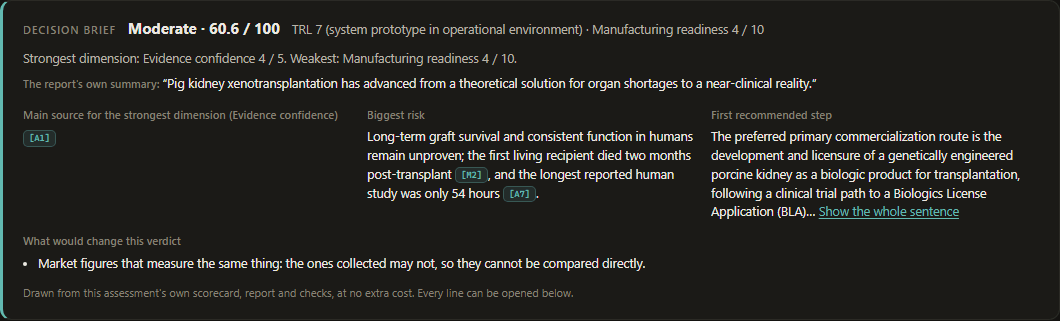 DECISION BRIEF Moderate · 60.6 / 100 TRL 7 (system prototype in operational environment) · Manufacturing readiness 4 / 10
Strongest dimension: Evidence confidence 4 / 5. Weakest: Manufacturing readiness 4 / 10.
The report's own summary: “Pig kidney xenotransplantation has advanced from a theoretical solution for organ shortages to a near-clinical reality.”
Main source for the strongest dimension (Evidence confidence)
[A1]
Biggest risk
Long-term graft survival and consistent function in humans
remain unproven; the first living recipient died two months
post-transplant [M2], and the longest reported human
study was only 54 hours [A7].
First recommended step
The preferred primary commercialization route is the
development and licensure of a genetically engineered
porcine kidney as a biologic product for transplantation,
following a clinical trial path to a Biologics License
Application (BLA)... Show the whole sentence
What would change this verdict
• Market figures that measure the same thing: the ones collected may not, so they cannot be compared directly.
Drawn from this assessment's own scorecard, report and checks, at no extra cost. Every line can be opened below.